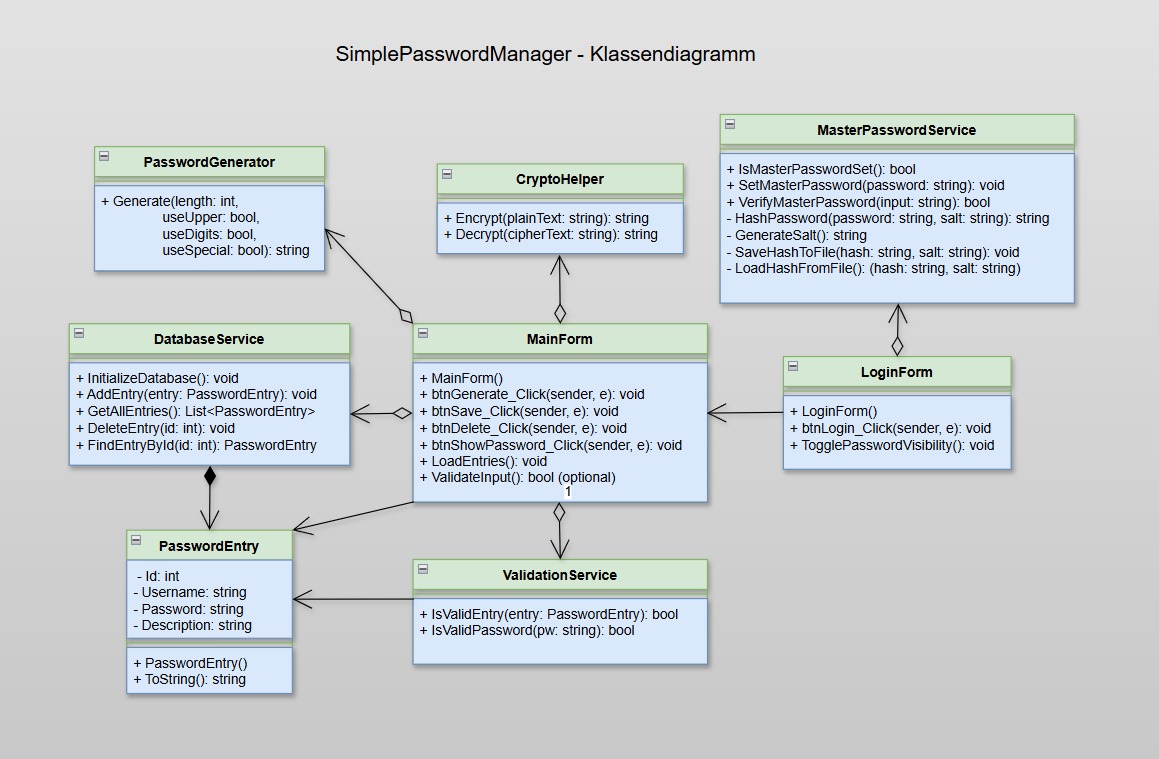 SimplePasswordManager - Klassendiagramm
PasswordGenerator
+ Generate(length: int,
useUpper: bool,
useDigits: bool,
useSpecial: bool): string
CryptoHelper
+ Encrypt(plainText: string): string
+ Decrypt(cipherText: string): string
MasterPasswordService
+ IsMasterPasswordSet(): bool
+ SetMasterPassword(password: string): void
+ VerifyMasterPassword(input: string): bool
- HashPassword(password: string, salt: string): string
- GenerateSalt(): string
- SaveHashToFile(hash: string, salt: string): void
- LoadHashFromFile(): (hash: string, salt: string)
DatabaseService
+ InitializeDatabase(): void
+ AddEntry(entry: PasswordEntry): void
+ GetAllEntries(): List<PasswordEntry>
+ DeleteEntry(id: int): void
+ FindEntryById(id: int): PasswordEntry
MainForm
+ MainForm()
+ btnGenerate_Click(sender, e): void
+ btnSave_Click(sender, e): void
+ btnDelete_Click(sender, e): void
+ btnShowPassword_Click(sender, e): void
+ LoadEntries(): void
+ ValidateInput(): bool (optional)
1
LoginForm
+ LoginForm()
+ btnLogin_Click(sender, e): void
+ TogglePasswordVisibility(): void
PasswordEntry
- Id: int
- Username: string
- Password: string
- Description: string
+ PasswordEntry()
+ ToString(): string
ValidationService
+ IsValidEntry(entry: PasswordEntry): bool
+ IsValidPassword(pw: string): bool